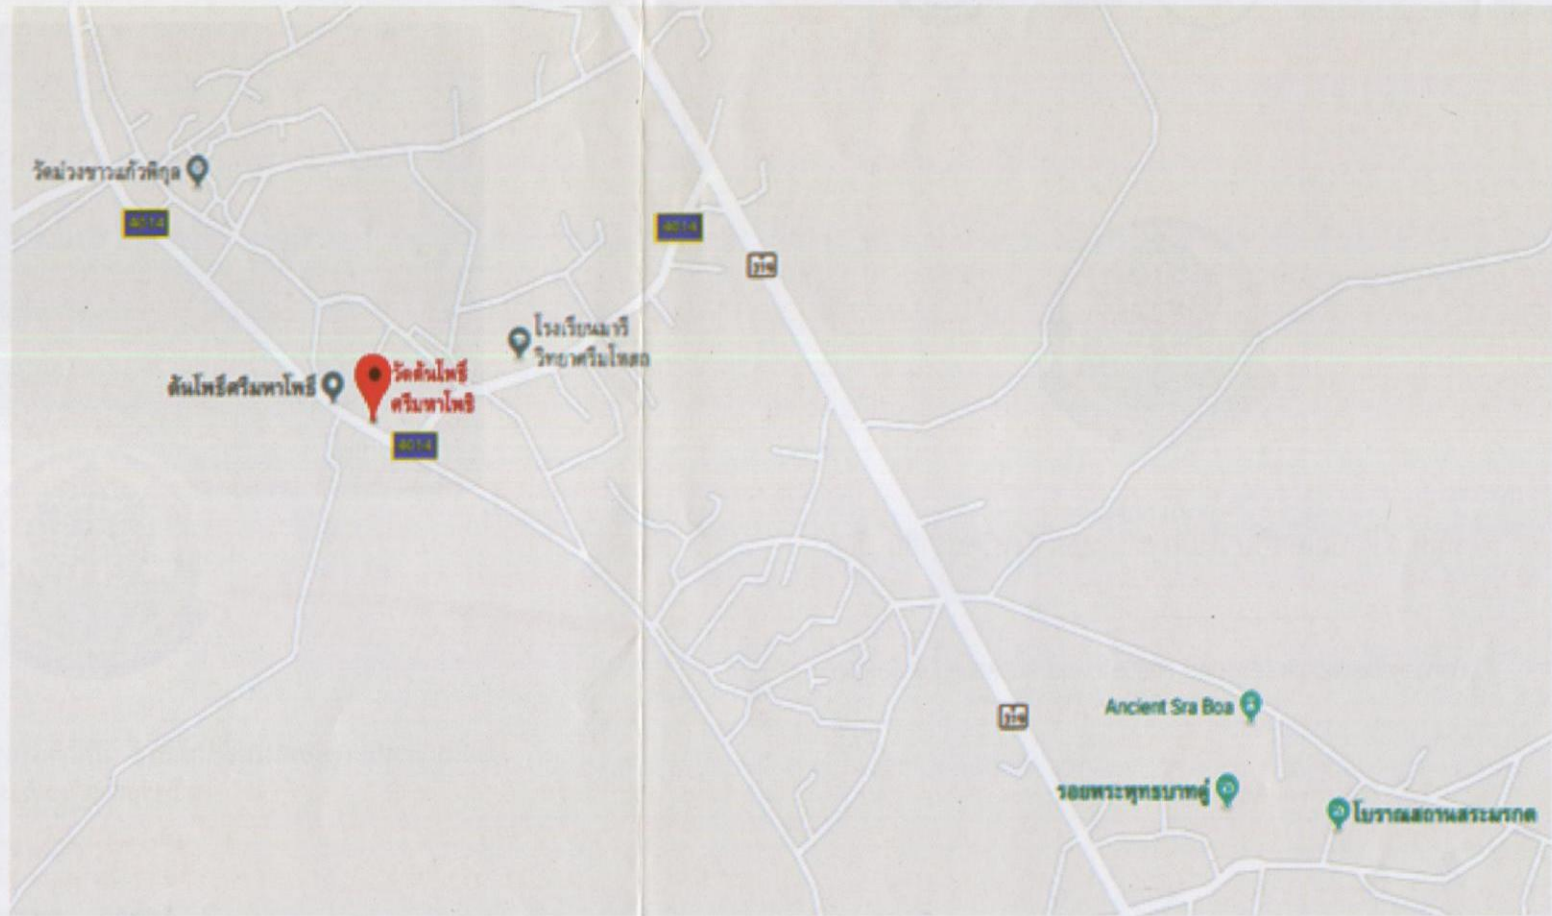 วัดม่วงขาวแก้วพิกุล
4014
4014
319
โรงเรียนมารี
วิทยาศรีมโหสถ
ต้นโพธิ์ศรีมหาโพธิ์
วัดต้นโพธิ์
ศรีมหาโพธิ
4014
Ancient Sra Boa
319
รอยพระพุทธบาทคู่
โบราณสถานสระมรกต